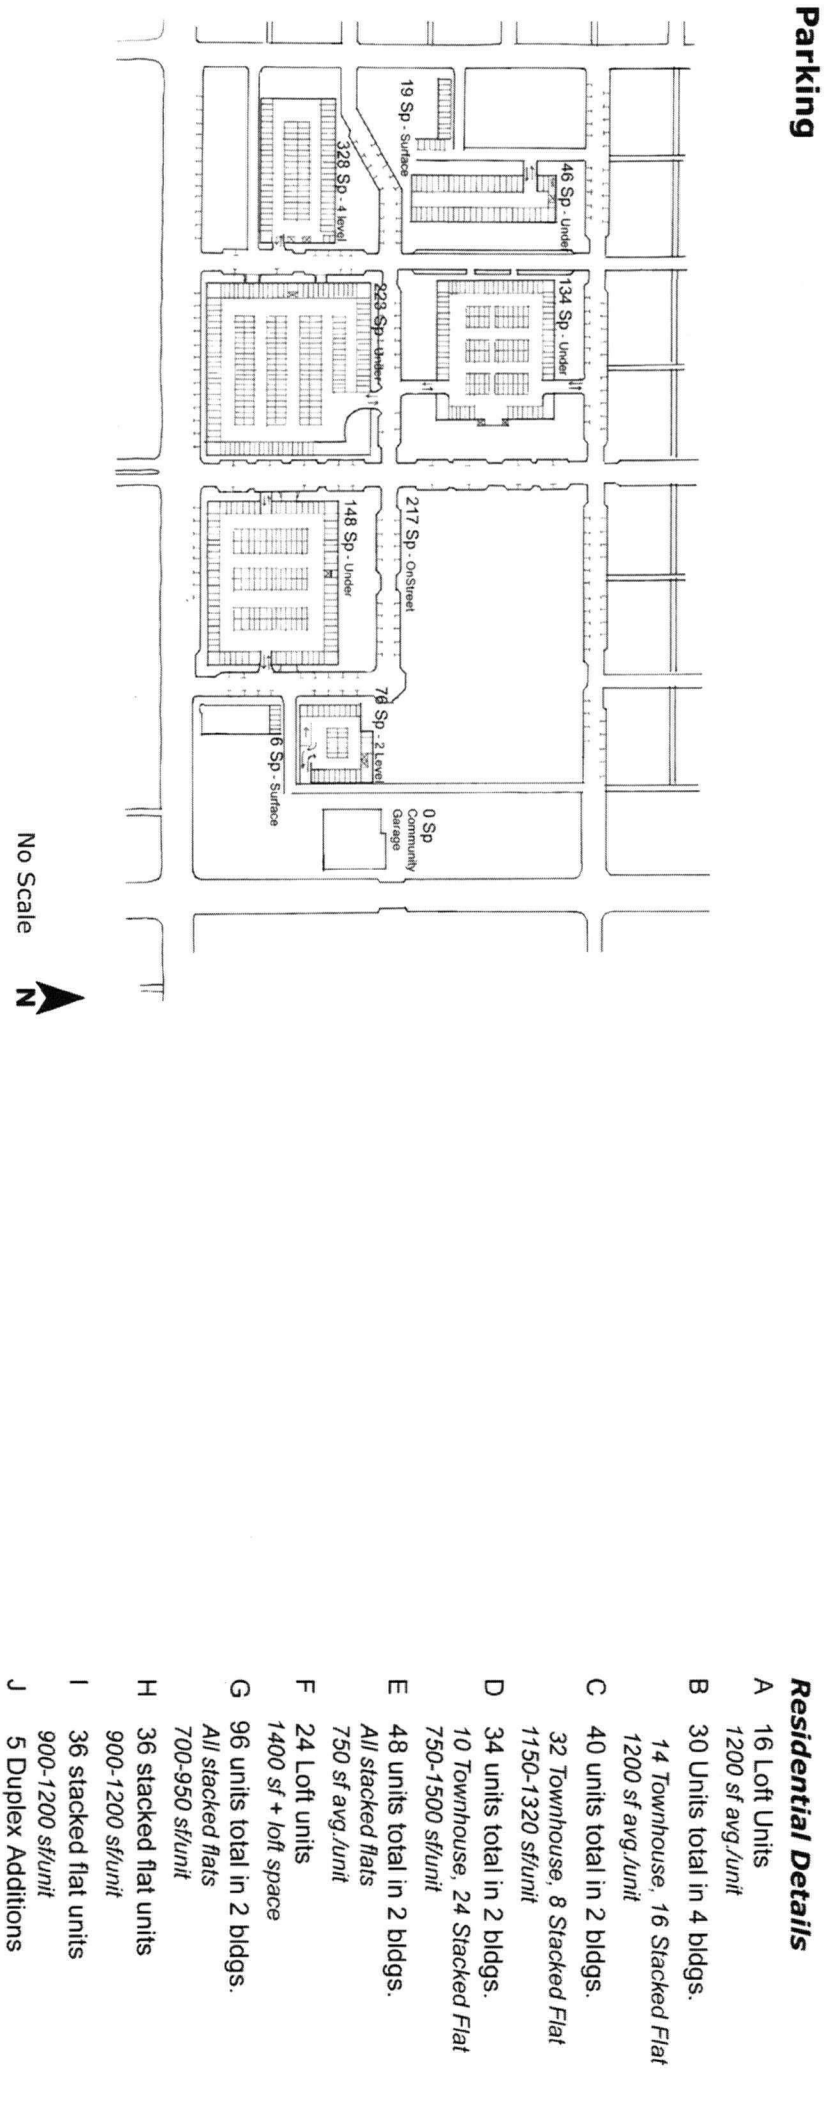 Parking
19 Sp - Surface
46 Sp - Under
328 Sp - 4 level
134 Sp - Under
223 Sp - Under
217 Sp - OnStreet
148 Sp - Under
76 Sp - 2 Level
6 Sp - Surface
0 Sp
Community
Garage
No Scale
N
Residential Details
A 16 Loft Units
1200 sf avg./unit
B 30 Units total in 4 bldgs.
14 Townhouse, 16 Stacked Flat
1200 sf avg./unit
C 40 units total in 2 bldgs.
32 Townhouse, 8 Stacked Flat
1150-1320 sf/unit
D 34 units total in 2 bldgs.
10 Townhouse, 24 Stacked Flat
750-1500 sf/unit
E 48 units total in 2 bldgs.
All stacked flats
750 sf avg./unit
F 24 Loft units
1400 sf + loft space
G 96 units total in 2 bldgs.
All stacked flats
700-950 sf/unit
H 36 stacked flat units
900-1200 sf/unit
I 36 stacked flat units
900-1200 sf/unit
J 5 Duplex Additions